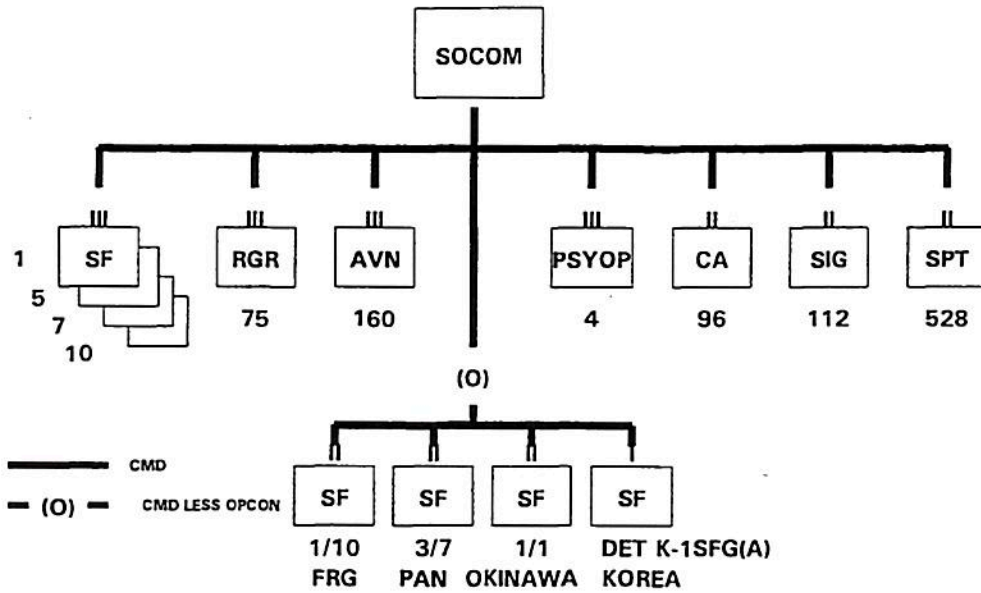 SOCOM
SF RGR AVN PSYOP CA SIG SPT
1
5
7
10
75 160 4 96 112 528
(O)
SF SF SF SF
CMD
(O) CMD LESS OPCON
1/10 3/7 1/1 DET K-1SFG(A)
FRG PAN OKINAWA KOREA